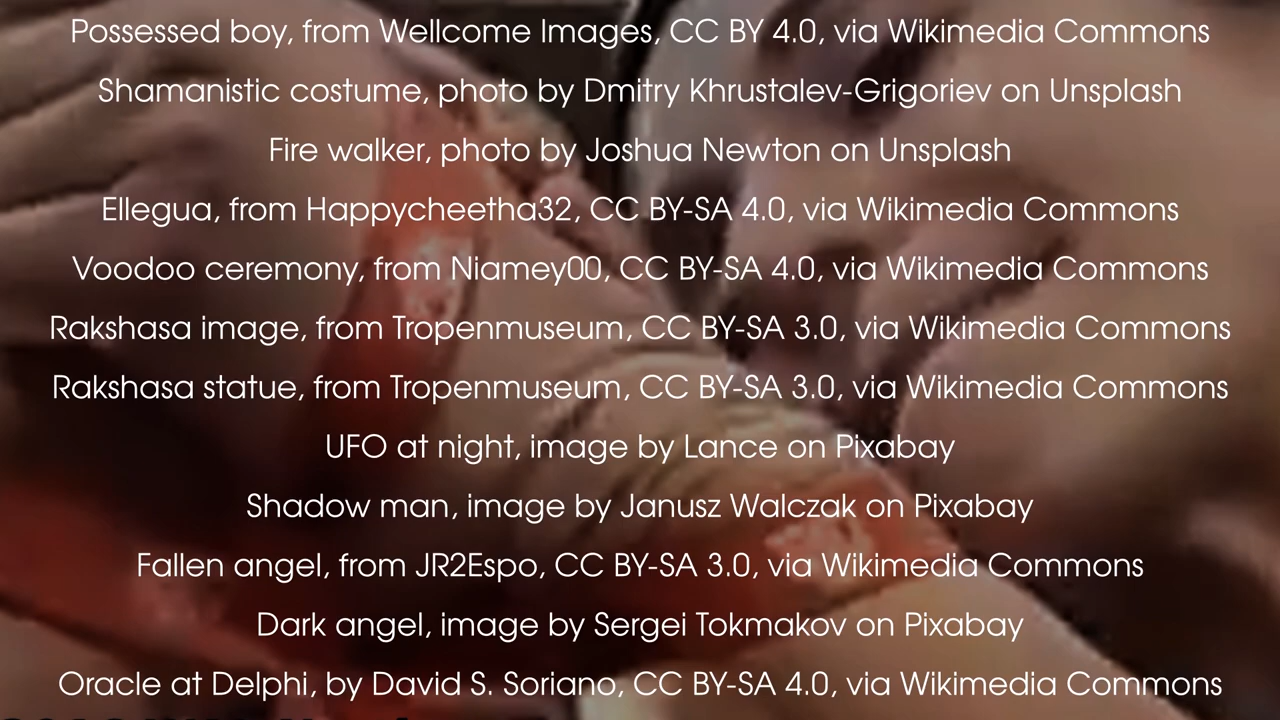 Possessed boy, from Wellcome Images, CC BY 4.0, via Wikimedia Commons
Shamanistic costume, photo by Dmitry Khrustalev-Grigoriev on Unsplash
Fire walker, photo by Joshua Newton on Unsplash
Ellegua, from Happycheetha32, CC BY-SA 4.0, via Wikimedia Commons
Voodoo ceremony, from Niamey00, CC BY-SA 4.0, via Wikimedia Commons
Rakshasa image, from Tropenmuseum, CC BY-SA 3.0, via Wikimedia Commons
Rakshasa statue, from Tropenmuseum, CC BY-SA 3.0, via Wikimedia Commons
UFO at night, image by Lance on Pixabay
Shadow man, image by Janusz Walczak on Pixabay
Fallen angel, from JR2Espo, CC BY-SA 3.0, via Wikimedia Commons
Dark angel, image by Sergei Tokmakov on Pixabay
Oracle at Delphi, by David S. Soriano, CC BY-SA 4.0, via Wikimedia Commons